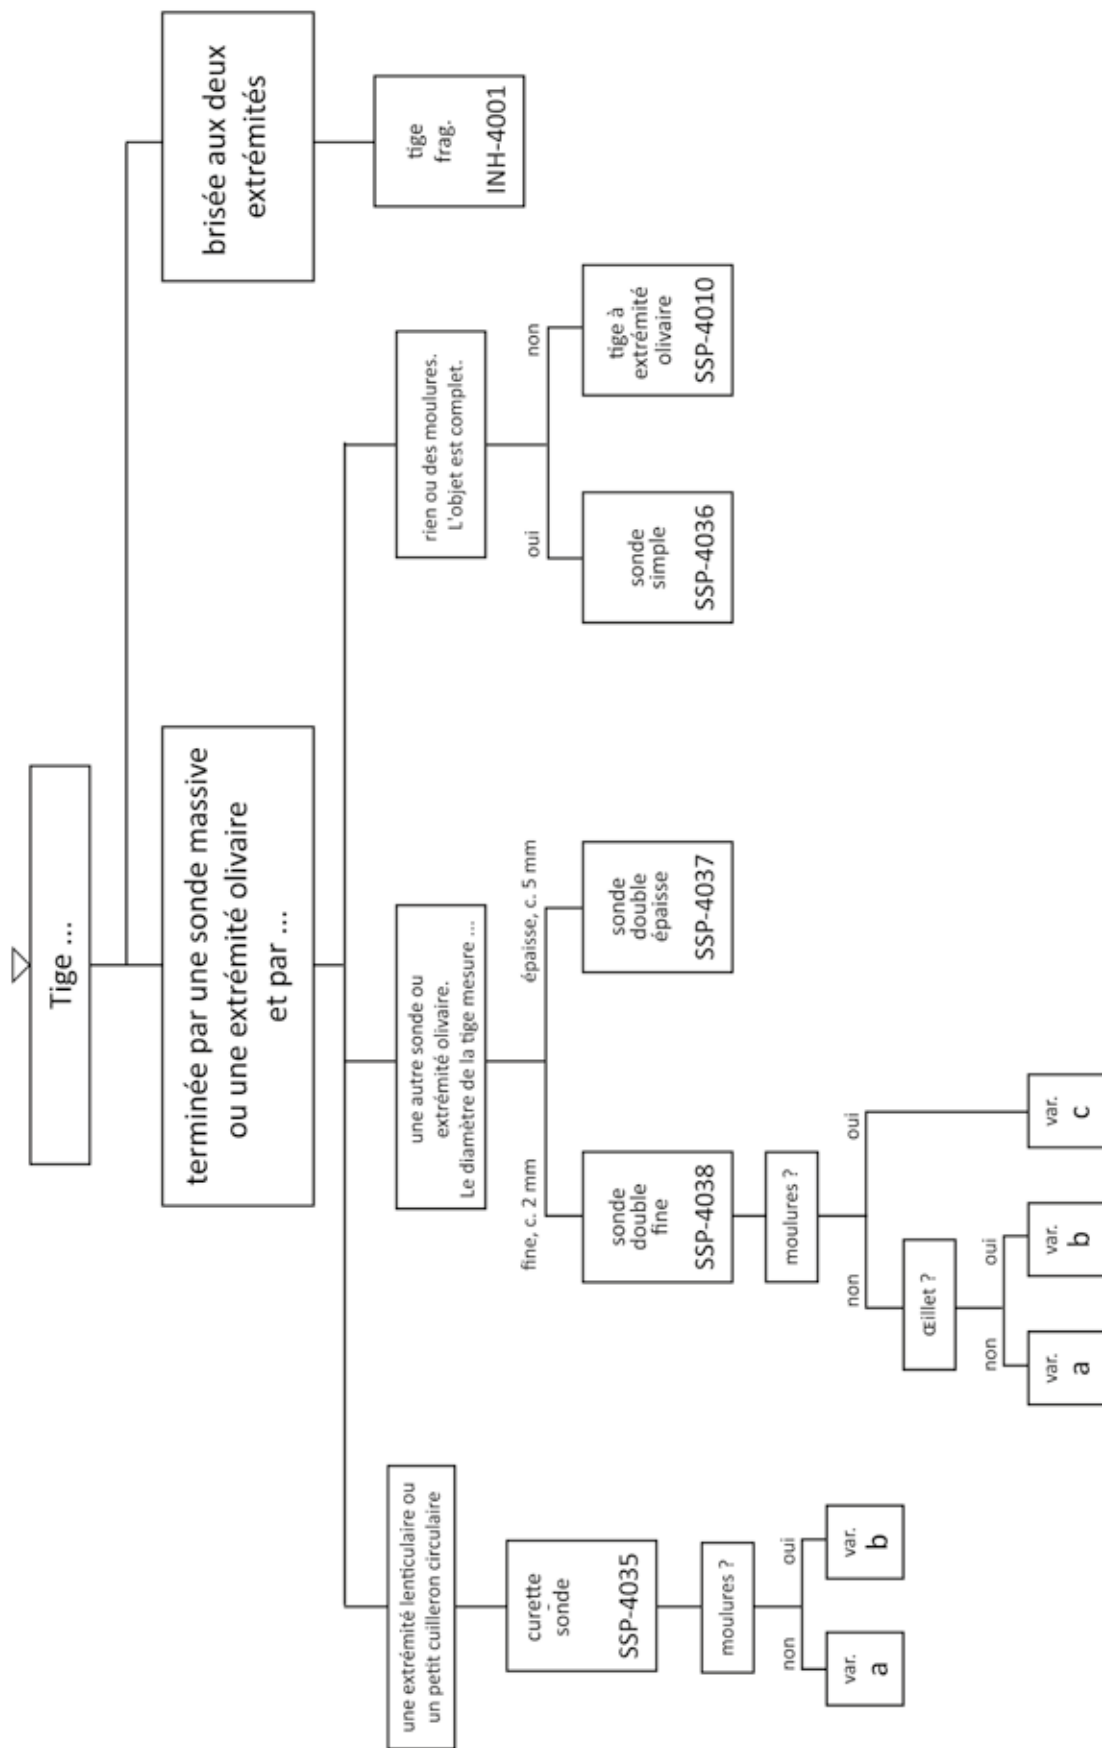 Tige ...
terminée par une sonde massive
ou une extrémité olivaire
et par ...
brisée aux deux
extrémités
tige
frag.
INH-4001
une extrémité lenticulaire ou
un petit cuilleron circulaire
curette
-
sonde
SSP-4035
moulures ?
non
oui
var.
a
var.
b
une autre sonde ou
extrémité olivaire.
Le diamètre de la tige mesure ...
fine, c. 2 mm
épaisse, c. 5 mm
sonde
double
fine
SSP-4038
sonde
double
épaisse
SSP-4037
moulures ?
non
oui
œillet ?
non
oui
var.
a
var.
b
var.
c
rien ou des moulures.
L'objet est complet.
oui
non
sonde
simple
SSP-4036
tige à
extrémité
olivaire
SSP-4010